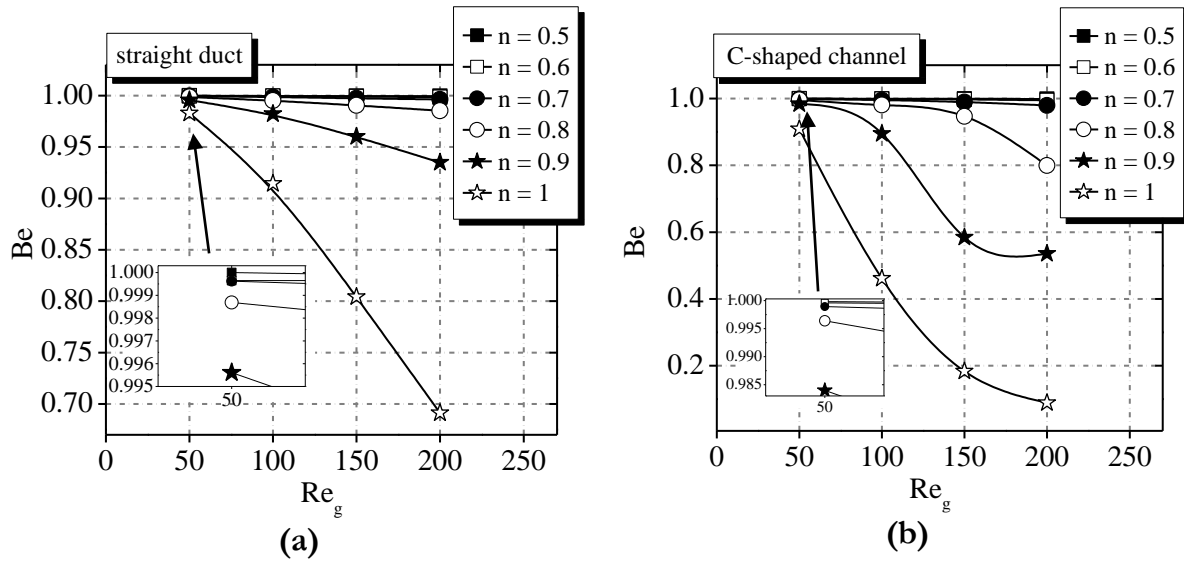 straight duct
n = 0.5
n = 0.6
n = 0.7
n = 0.8
n = 0.9
n = 1
1.00
0.95
0.90
0.85
0.80
0.75
0.70
Be
1.000
0.999
0.998
0.997
0.996
0.995
50
0 50 100 150 200 250
Re_g
(a)
C-shaped channel
n = 0.5
n = 0.6
n = 0.7
n = 0.8
n = 0.9
n = 1
1.0
0.8
0.6
0.4
0.2
Be
1.000
0.995
0.990
0.985
50
0 50 100 150 200 250
Re_g
(b)